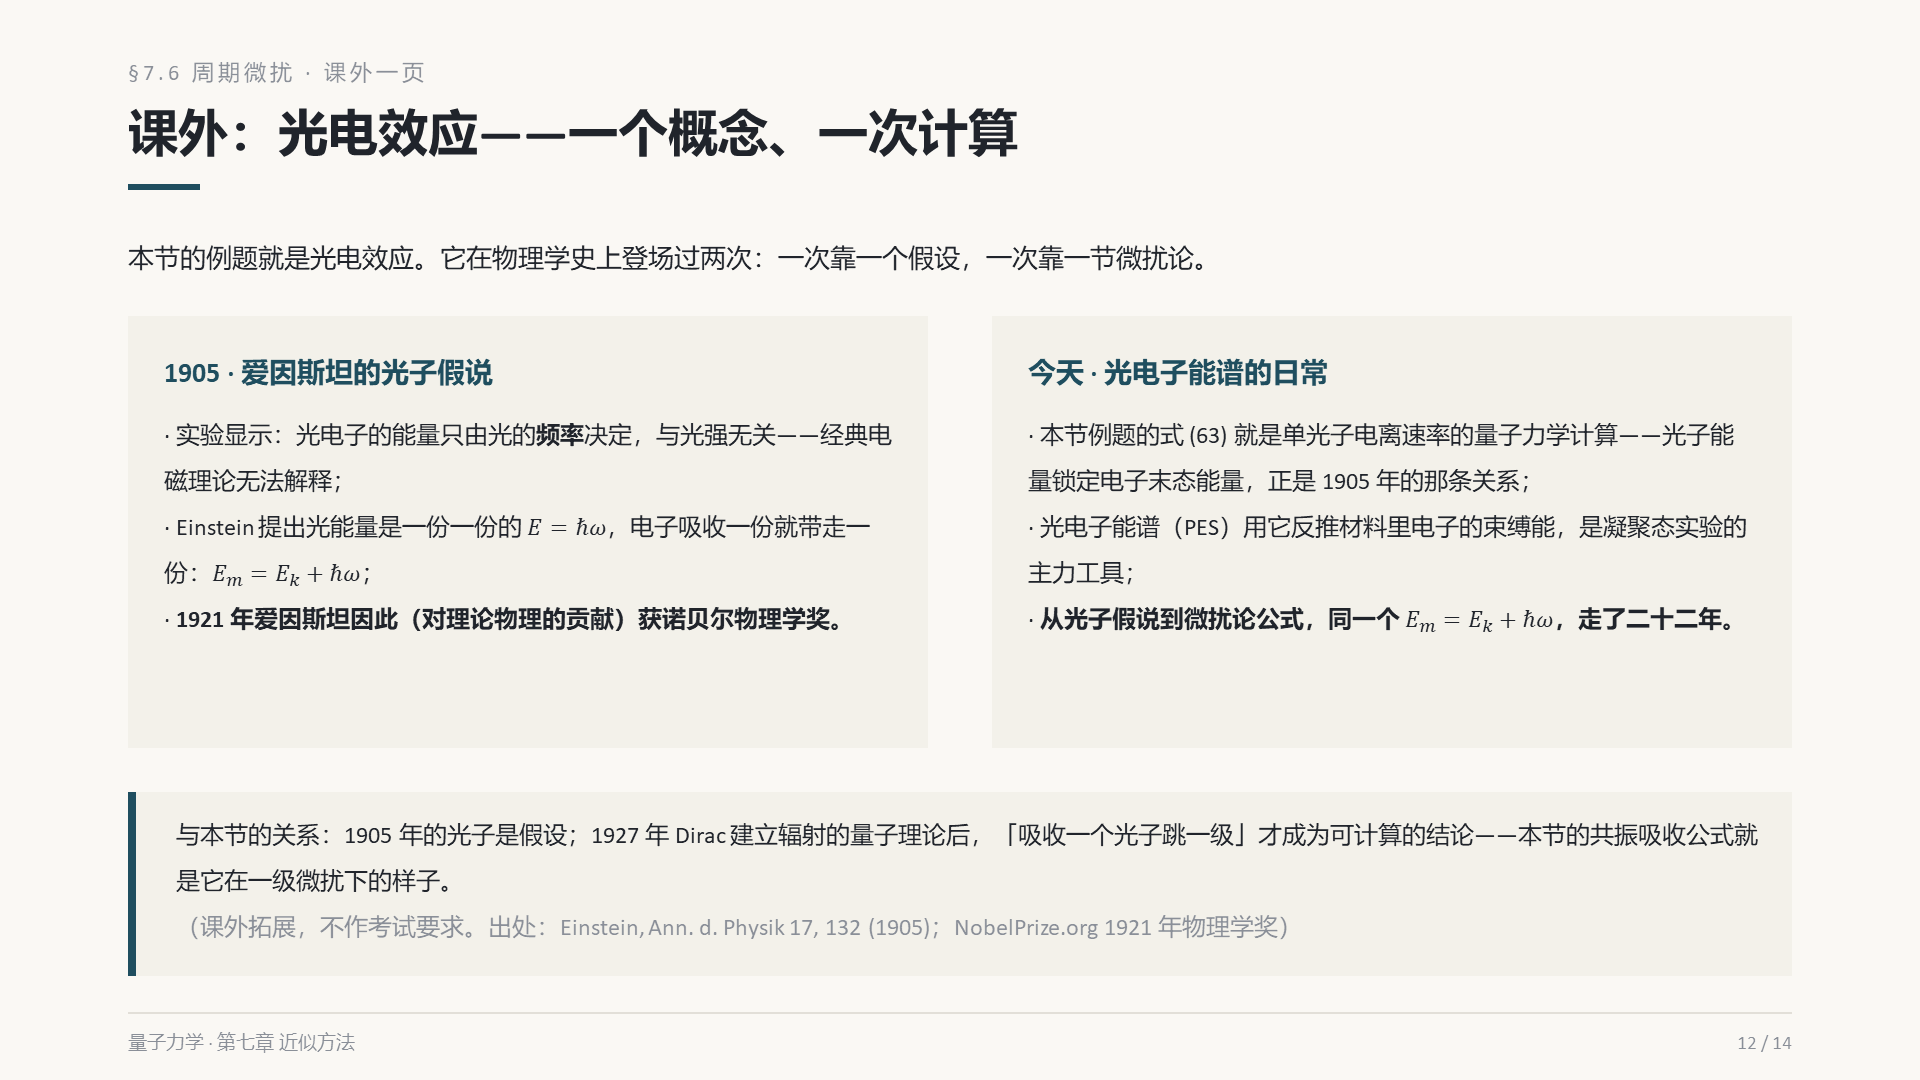 §7.6 周期微扰 · 课外一页
课外：光电效应——一个概念、一次计算
本节的例题就是光电效应。它在物理学史上登场过两次：一次靠一个假设，一次靠一节微扰论。
1905 · 爱因斯坦的光子假说
· 实验显示：光电子的能量只由光的频率决定，与光强无关——经典电
磁理论无法解释；
· Einstein 提出光能量是一份一份的 E = ℏω，电子吸收一份就带走一
份：E_m = E_k + ℏω；
· 1921 年爱因斯坦因此（对理论物理的贡献）获诺贝尔物理学奖。
今天 · 光电子能谱的日常
· 本节例题的式 (63) 就是单光子电离速率的量子力学计算——光子能
量锁定电子末态能量，正是 1905 年的那条关系；
· 光电子能谱（PES）用它反推材料里电子的束缚能，是凝聚态实验的
主力工具；
· 从光子假说到微扰论公式，同一个 E_m = E_k + ℏω，走了二十二年。
与本节的关系：1905 年的光子是假设；1927 年 Dirac 建立辐射的量子理论后，「吸收一个光子跳一级」才成为可计算的结论——本节的共振吸收公式就
是它在一级微扰下的样子。
（课外拓展，不作考试要求。出处：Einstein, Ann. d. Physik 17, 132 (1905)；NobelPrize.org 1921 年物理学奖）
量子力学 · 第七章 近似方法
12 / 14